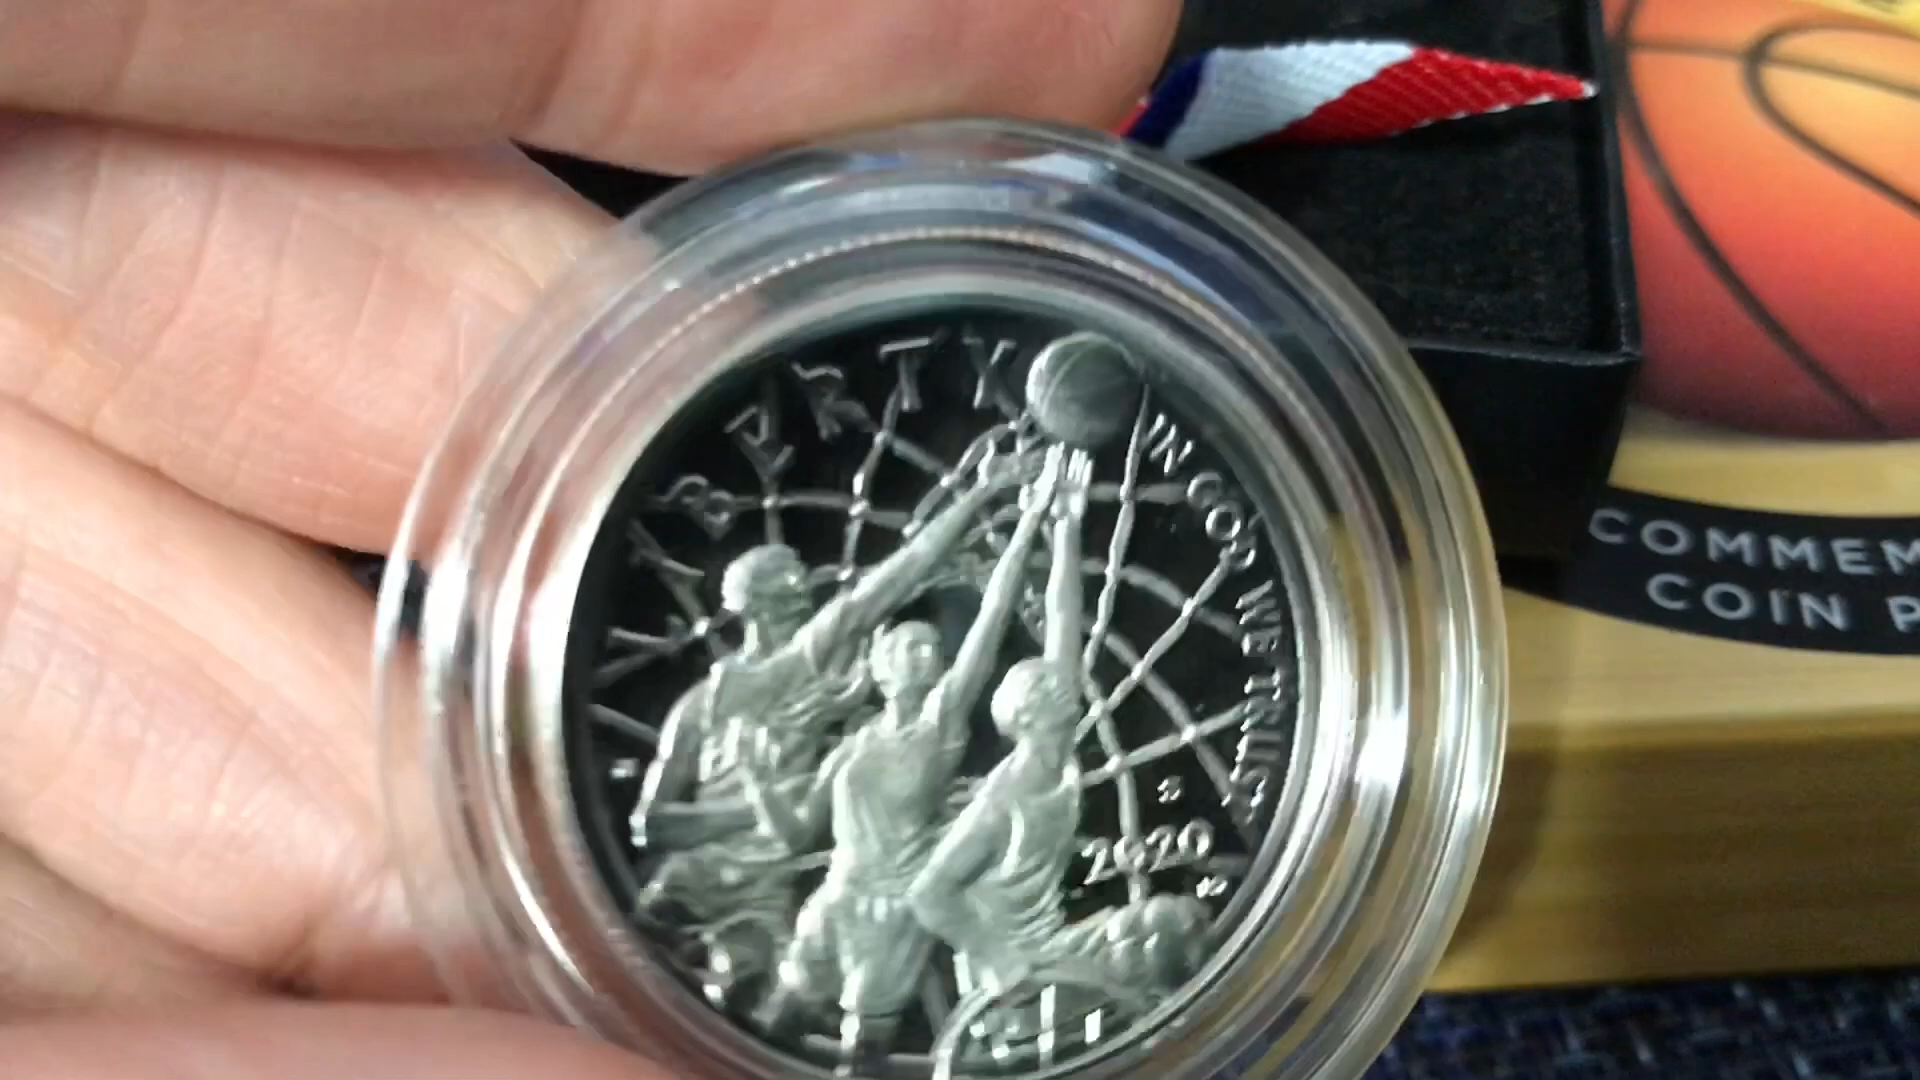 LIBERTY
IN GOD WE TRUST
S
2020
COMMEM
COIN P